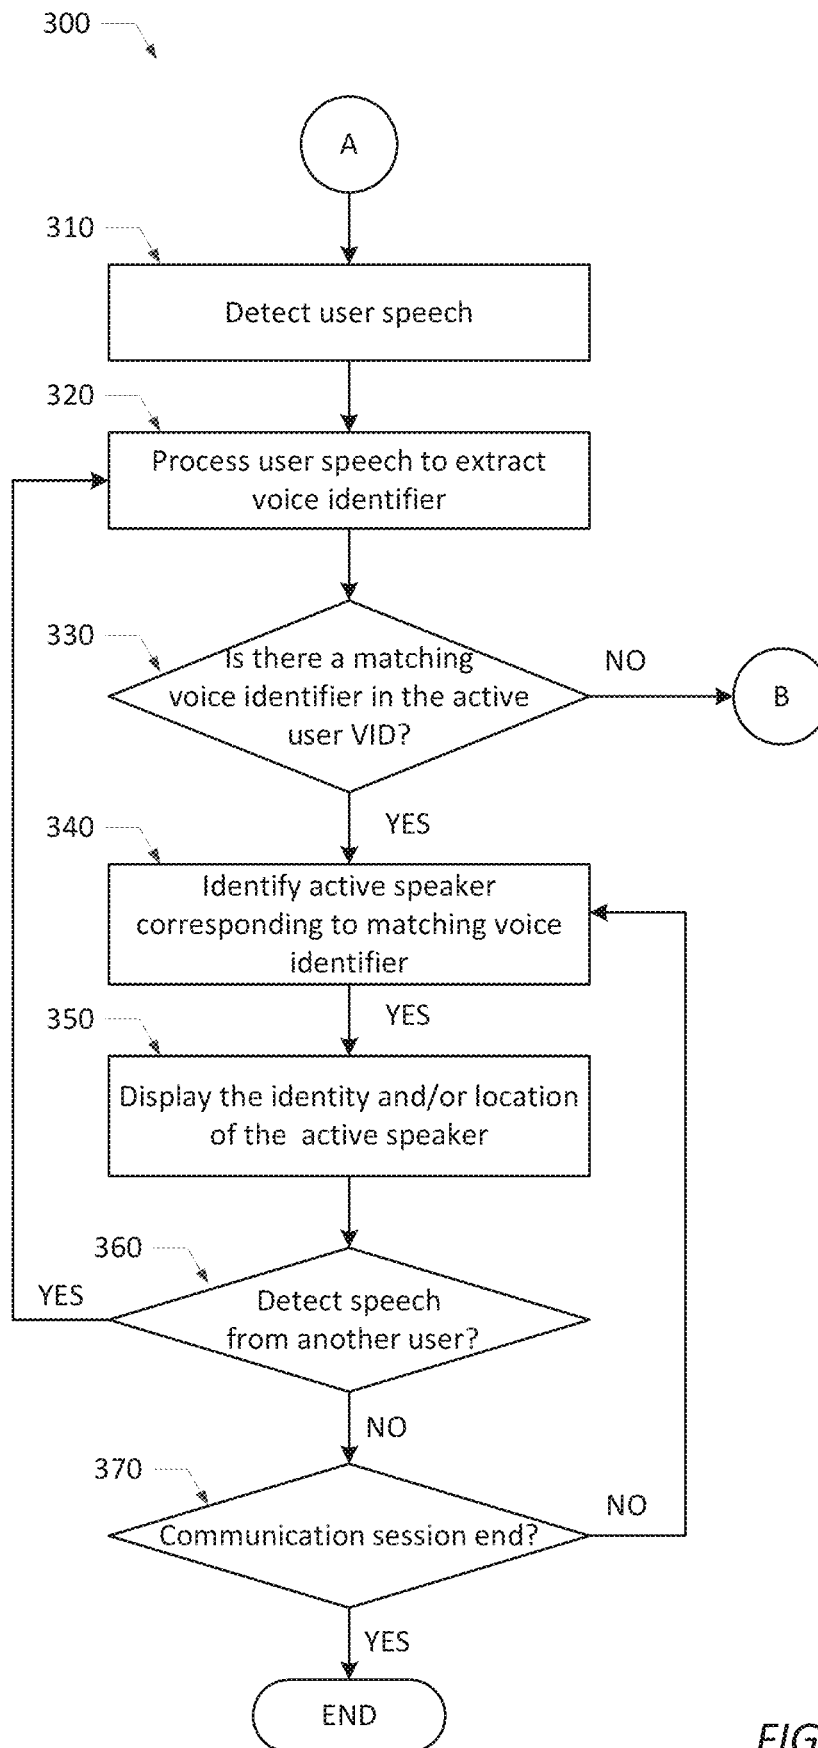 300
A
310
Detect user speech
320
Process user speech to extract
voice identifier
330
Is there a matching
voice identifier in the active
user VID?
NO
B
YES
340
Identify active speaker
corresponding to matching voice
identifier
YES
350
Display the identity and/or location
of the active speaker
360
YES
Detect speech
from another user?
NO
370
NO
Communication session end?
YES
END
FIG